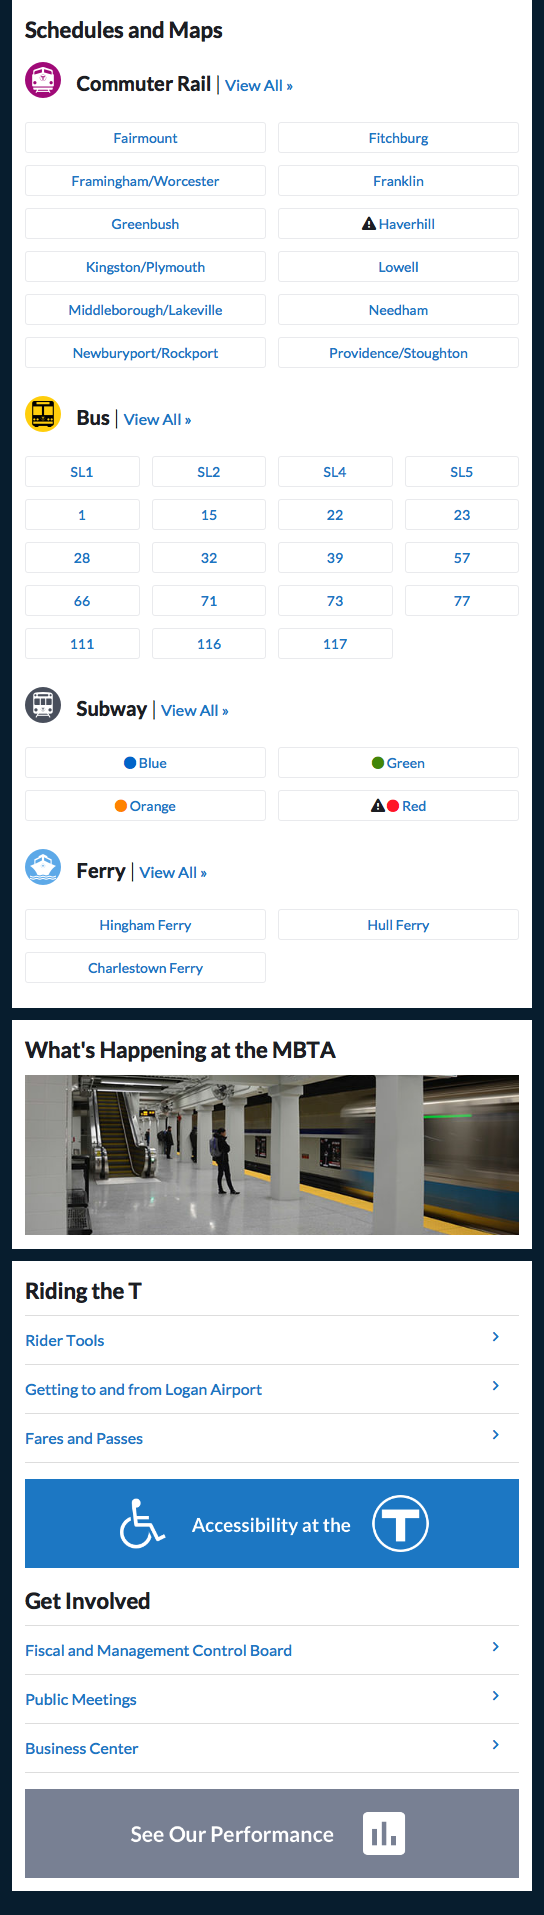 Schedules and Maps
Commuter Rail | View All »
Fairmount Fitchburg
Framingham/Worcester Franklin
Greenbush Haverhill
Kingston/Plymouth Lowell
Middleborough/Lakeville Needham
Newburyport/Rockport Providence/Stoughton
Bus | View All »
SL1 SL2 SL4 SL5
1 15 22 23
28 32 39 57
66 71 73 77
111 116 117
Subway | View All »
Blue Green
Orange Red
Ferry | View All »
Hingham Ferry Hull Ferry
Charlestown Ferry
What's Happening at the MBTA
Riding the T
Rider Tools
Getting to and from Logan Airport
Fares and Passes
Accessibility at the T
Get Involved
Fiscal and Management Control Board
Public Meetings
Business Center
See Our Performance